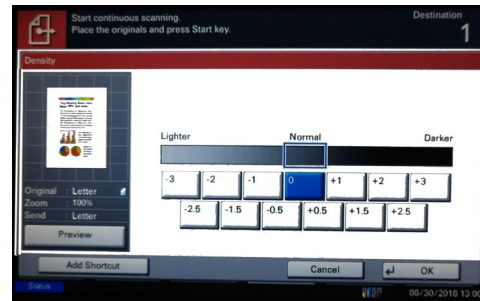 Start continuous scanning.
Place the originals and press Start key.
Destination
1
Density
Lighter
Normal
Darker
-3
-2
-1
0
+1
+2
+3
-2.5
-1.5
-0.5
+0.5
+1.5
+2.5
Original : Letter
Zoom : 100%
Send : Letter
Preview
Add Shortcut
Cancel
OK
Status
08/30/2018 13:00